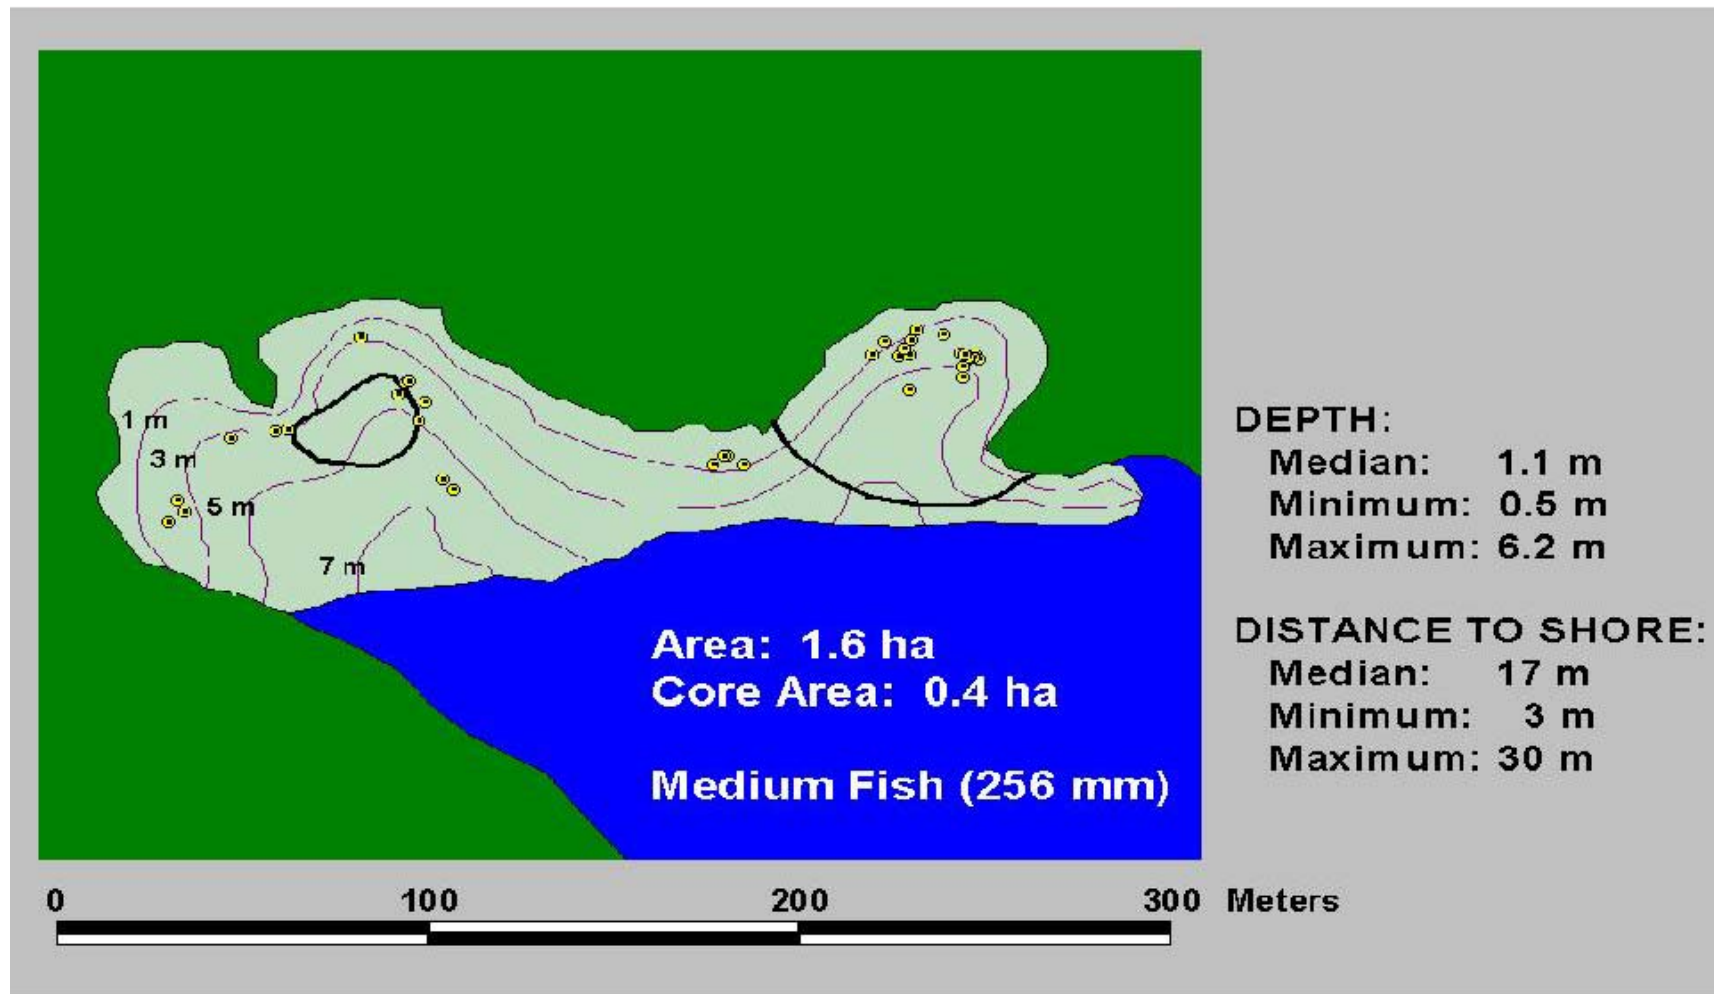 1 m
3 m
5 m
7 m
Area: 1.6 ha
Core Area: 0.4 ha
Medium Fish (256 mm)
DEPTH:
Median: 1.1 m
Minimum: 0.5 m
Maximum: 6.2 m
DISTANCE TO SHORE:
Median: 17 m
Minimum: 3 m
Maximum: 30 m
0 100 200 300 Meters